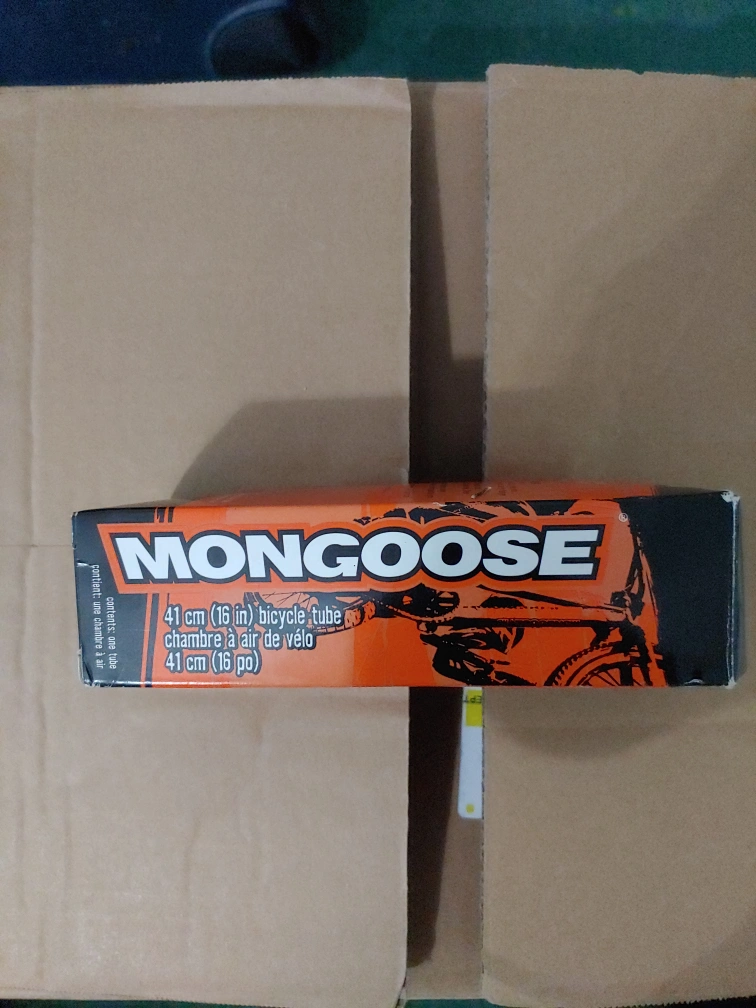 MONGOOSE®
41 cm (16 in) bicycle tube
chambre à air de vélo
41 cm (16 po)
contents: one tube
contient: une chambre à air